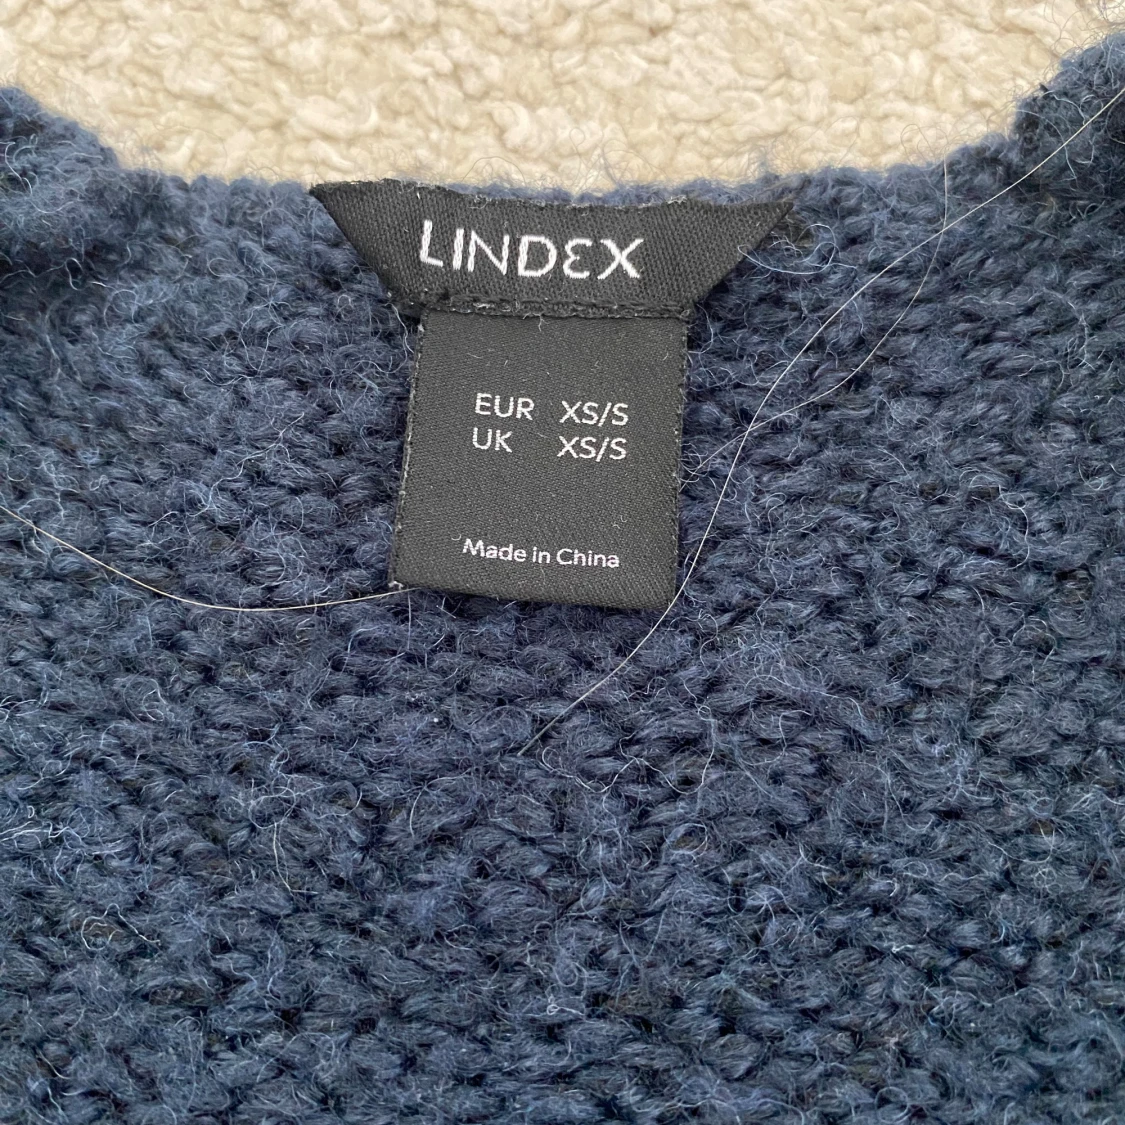 LINDEX
EUR XS/S
UK XS/S
Made in China